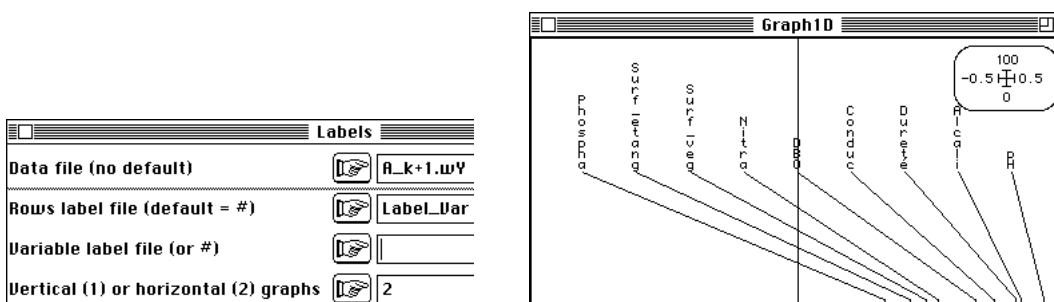 Labels
Data file (no default)
A_k+1.wY
Rows label file (default = #)
Label_Var
Variable label file (or #)
Vertical (1) or horizontal (2) graphs
2
Graph1D
100
-0.5
0.5
0
Phospha
Surf_etang
Surf_veg
Nitra
DBO
Conduc
Dureté
Alcali
PH